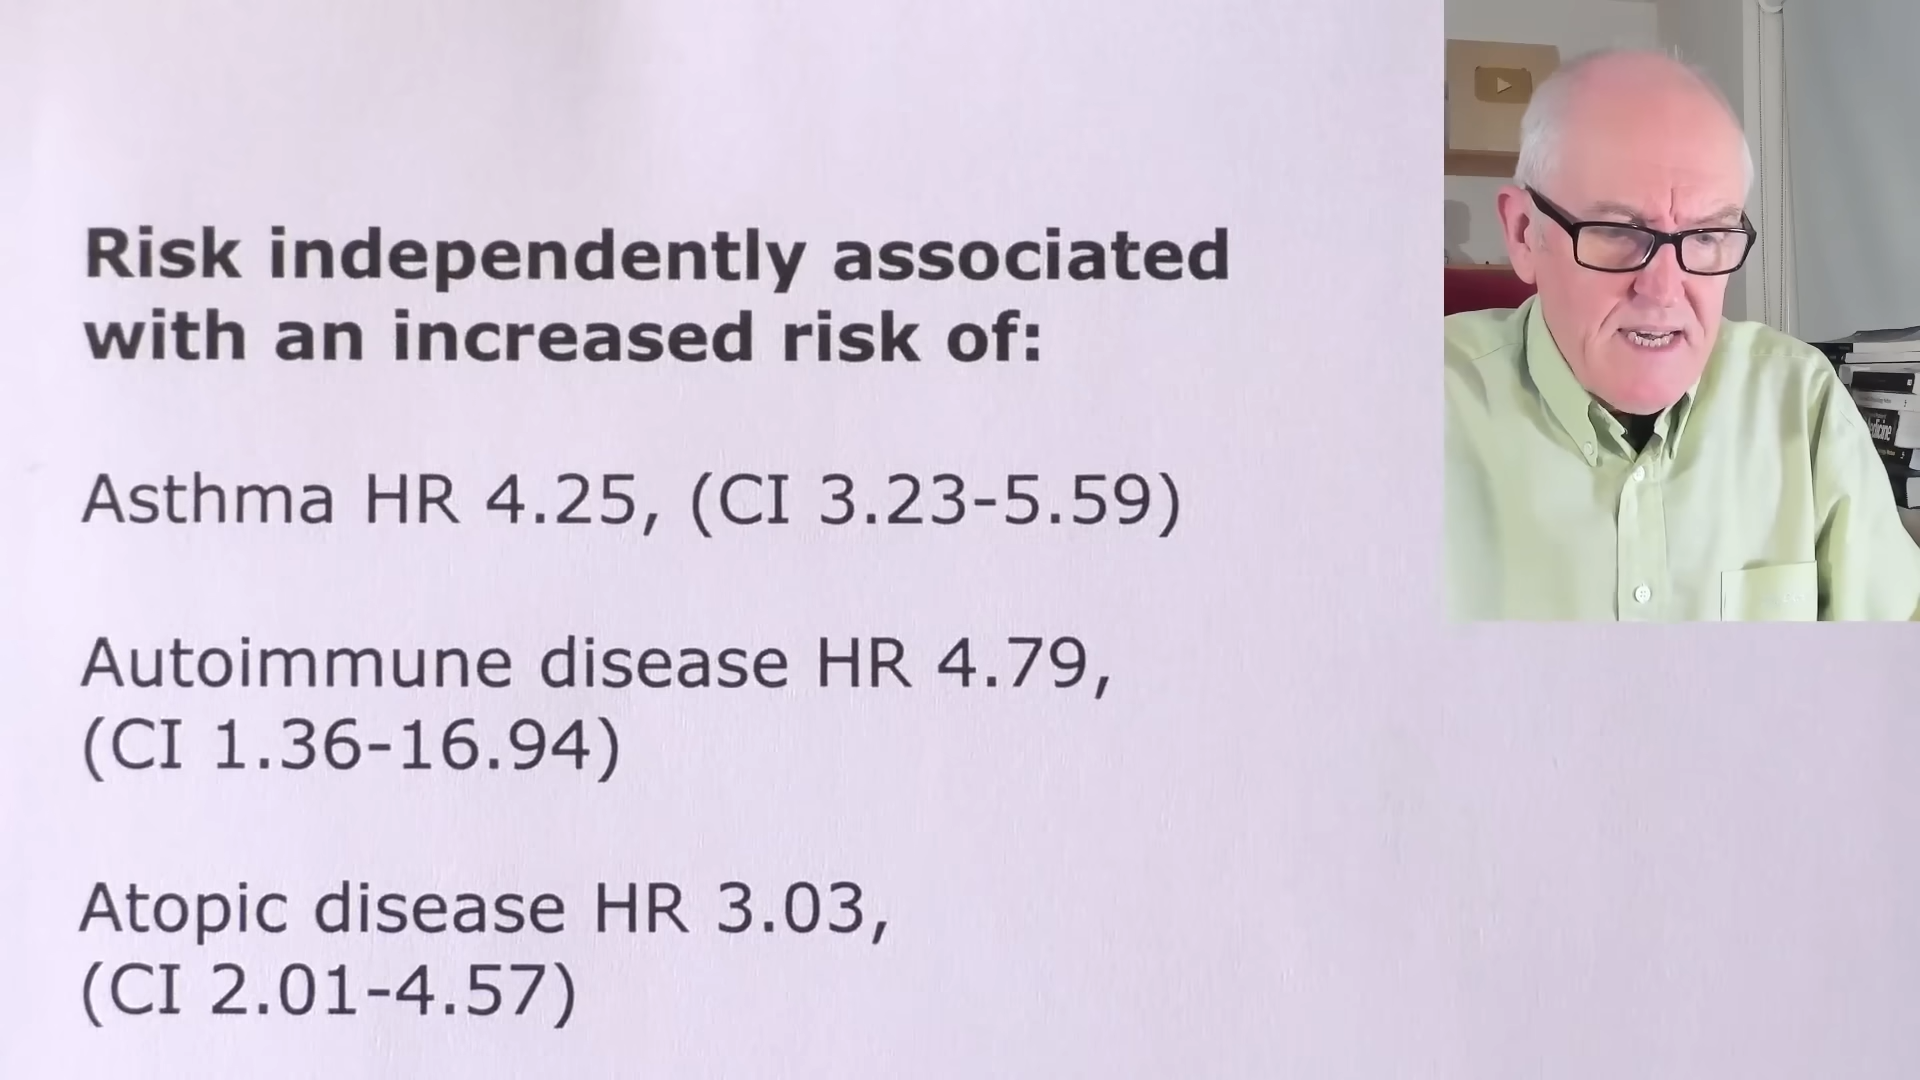 Risk independently associated
with an increased risk of:
Asthma HR 4.25, (CI 3.23-5.59)
Autoimmune disease HR 4.79,
(CI 1.36-16.94)
Atopic disease HR 3.03,
(CI 2.01-4.57)